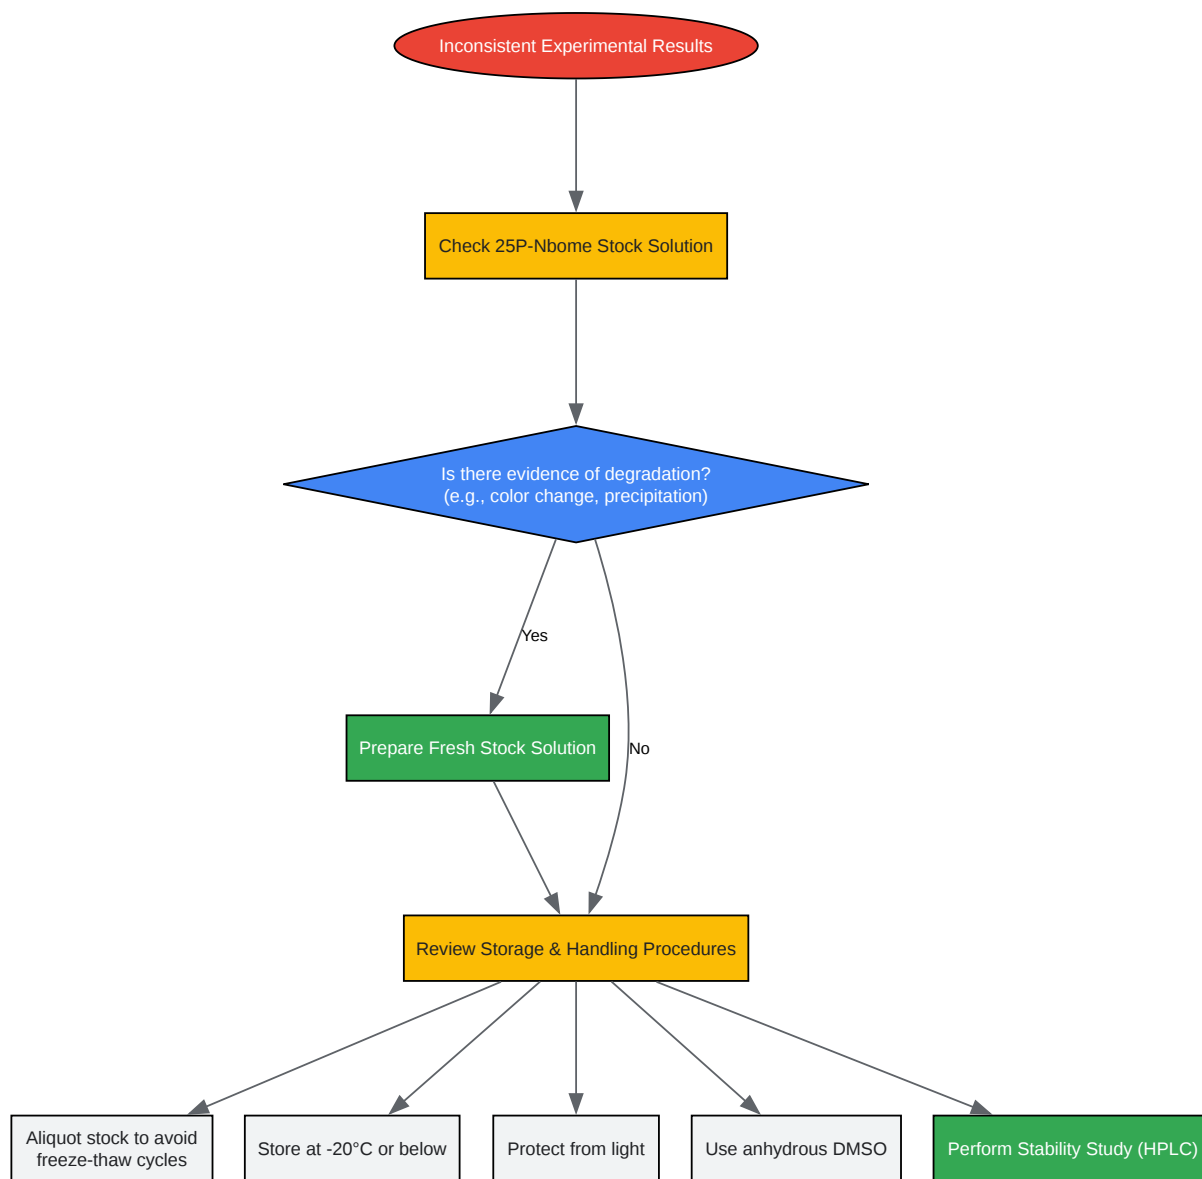 Inconsistent Experimental Results
Check 25P-Nbome Stock Solution
Is there evidence of degradation?
(e.g., color change, precipitation)
Yes
Prepare Fresh Stock Solution
No
Review Storage & Handling Procedures
Aliquot stock to avoid
freeze-thaw cycles
Store at -20°C or below
Protect from light
Use anhydrous DMSO
Perform Stability Study (HPLC)